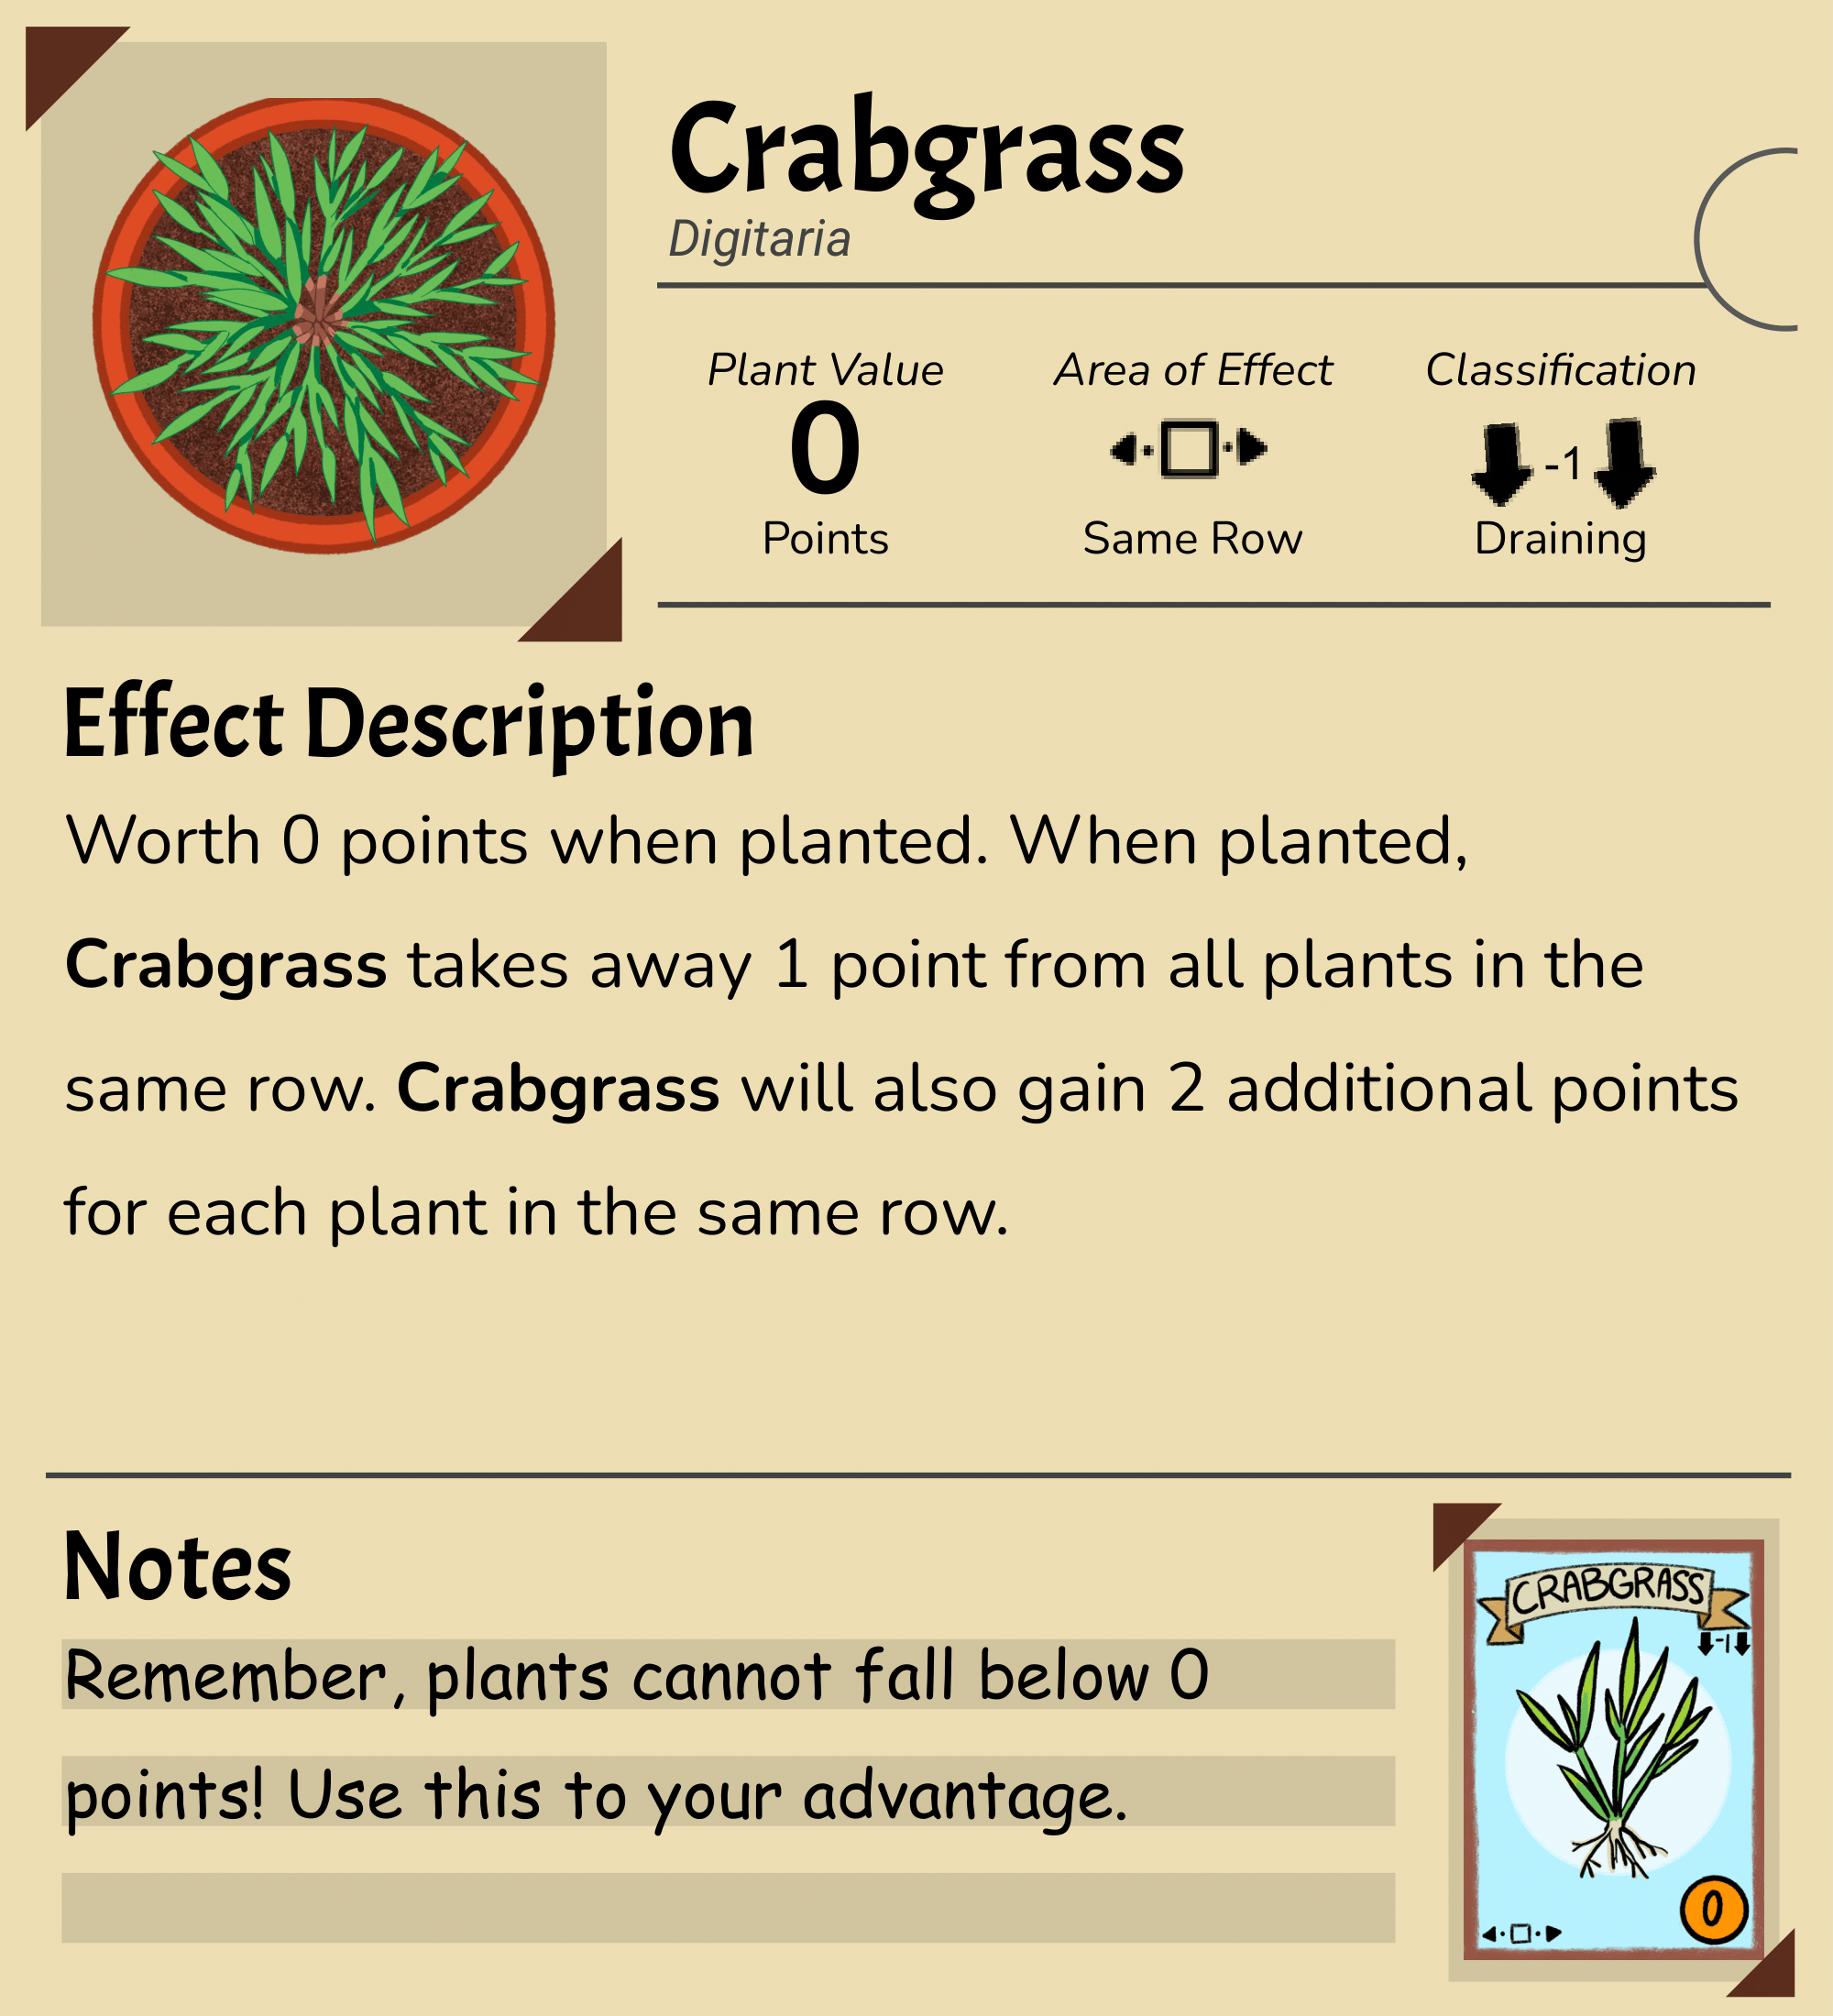 Crabgrass
Digitaria
Plant Value
0
Points
Area of Effect
Same Row
Classification
-1
Draining
Effect Description
Worth 0 points when planted. When planted,
Crabgrass takes away 1 point from all plants in the
same row. Crabgrass will also gain 2 additional points
for each plant in the same row.
Notes
Remember, plants cannot fall below 0
points! Use this to your advantage.
CRABGRASS
-1
0